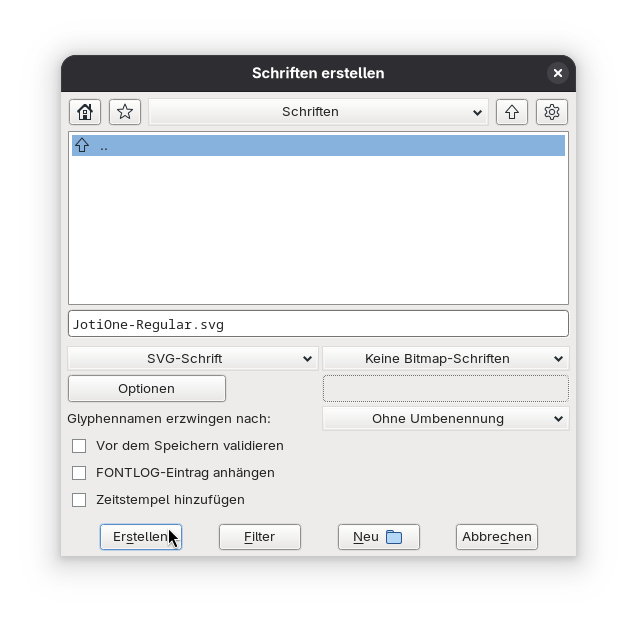 Schriften erstellen
Schriften
..
JotiOne-Regular.svg
SVG-Schrift
Keine Bitmap-Schriften
Optionen
Glyphennamen erzwingen nach:
Ohne Umbenennung
Vor dem Speichern validieren
FONTLOG-Eintrag anhängen
Zeitstempel hinzufügen
Erstellen
Filter
Neu
Abbrechen